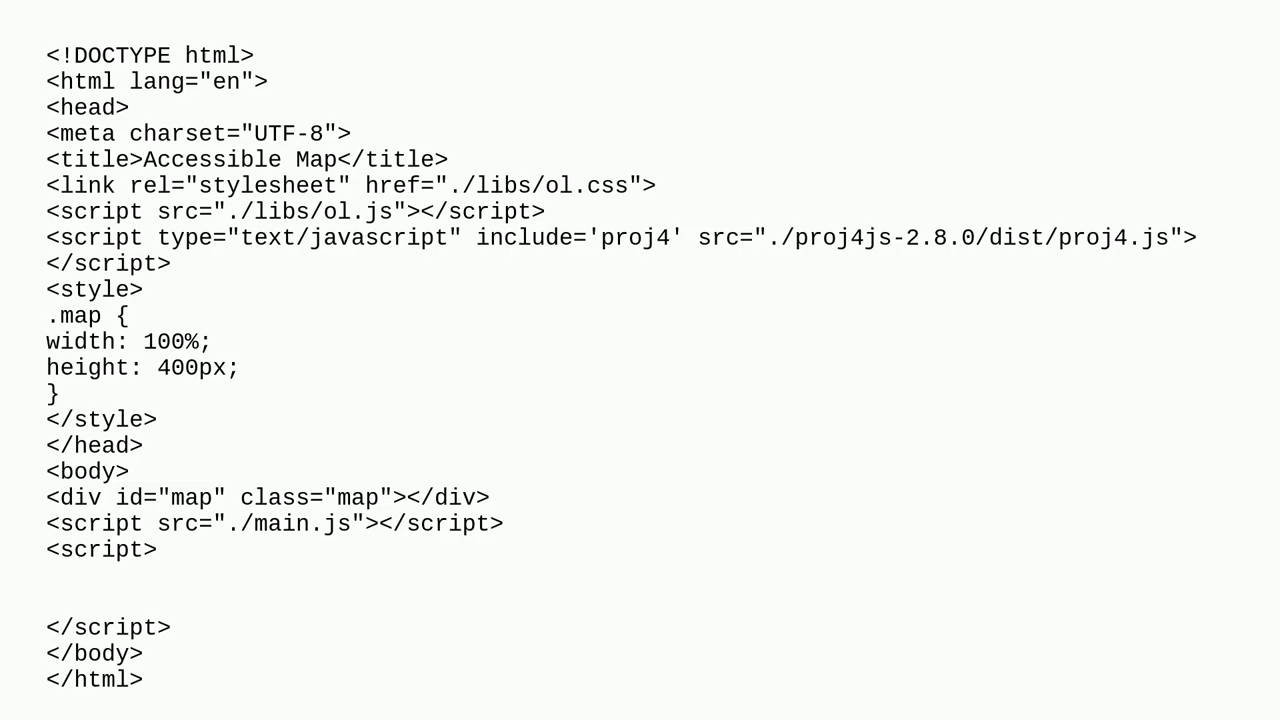 <!DOCTYPE html>
<html lang="en">
<head>
<meta charset="UTF-8">
<title>Accessible Map</title>
<link rel="stylesheet" href="./libs/ol.css">
<script src="./libs/ol.js"></script>
<script type="text/javascript" include='proj4' src="./proj4js-2.8.0/dist/proj4.js">
</script>
<style>
.map {
width: 100%;
height: 400px;
}
</style>
</head>
<body>
<div id="map" class="map"></div>
<script src="./main.js"></script>
<script>
</script>
</body>
</html>